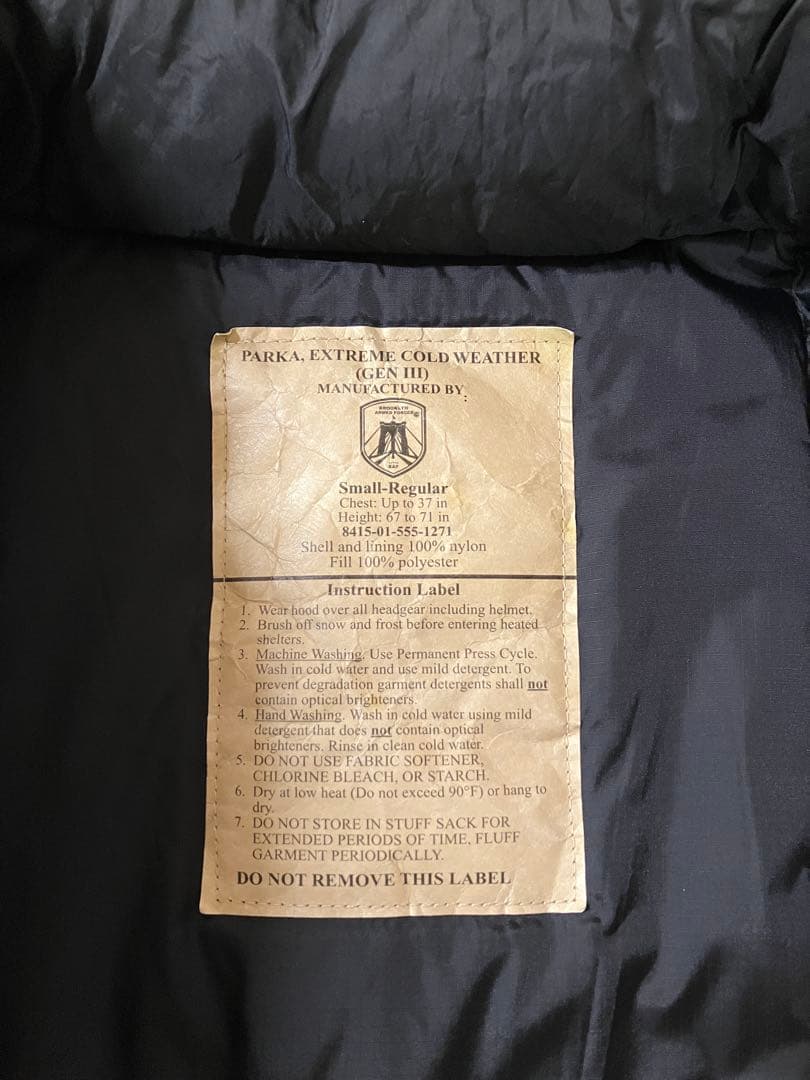 PARKA, EXTREME COLD WEATHER
(GEN III)
MANUFACTURED BY:
BROOKLYN
ARMED FORCES
BAF
Small-Regular
Chest: Up to 37 in
Height: 67 to 71 in
8415-01-555-1271
Shell and lining 100% nylon
Fill 100% polyester
Instruction Label
1. Wear hood over all headgear including helmet.
2. Brush off snow and frost before entering heated
shelters.
3. Machine Washing. Use Permanent Press Cycle.
Wash in cold water and use mild detergent. To
prevent degradation garment detergents shall not
contain optical brighteners.
4. Hand Washing. Wash in cold water using mild
detergent that does not contain optical
brighteners. Rinse in clean cold water.
5. DO NOT USE FABRIC SOFTENER,
CHLORINE BLEACH, OR STARCH.
6. Dry at low heat (Do not exceed 90°F) or hang to
dry.
7. DO NOT STORE IN STUFF SACK FOR
EXTENDED PERIODS OF TIME, FLUFF
GARMENT PERIODICALLY.
DO NOT REMOVE THIS LABEL